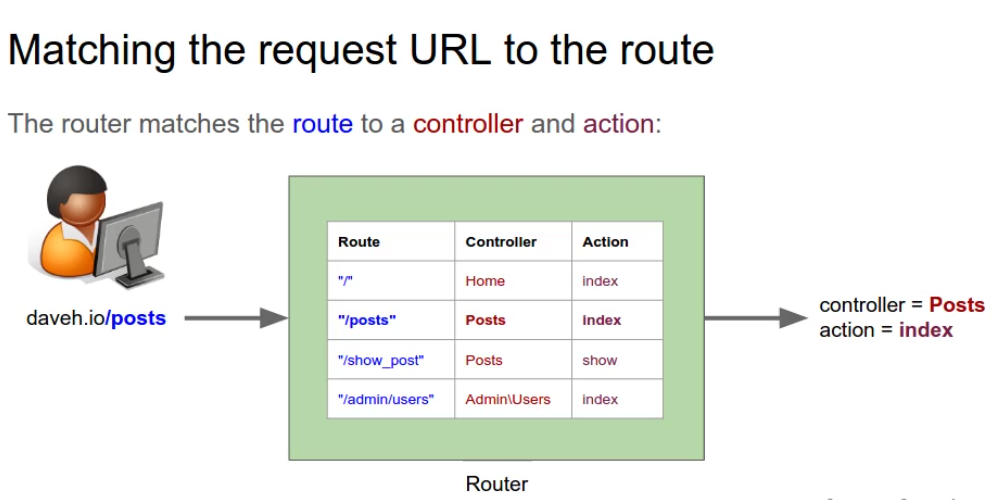 Matching the request URL to the route
The router matches the route to a controller and action:
Route Controller Action
"/" Home index
"/posts" Posts index
"/show_post" Posts show
"/admin/users" Admin\Users index
daveh.io/posts
controller = Posts
action = index
Router